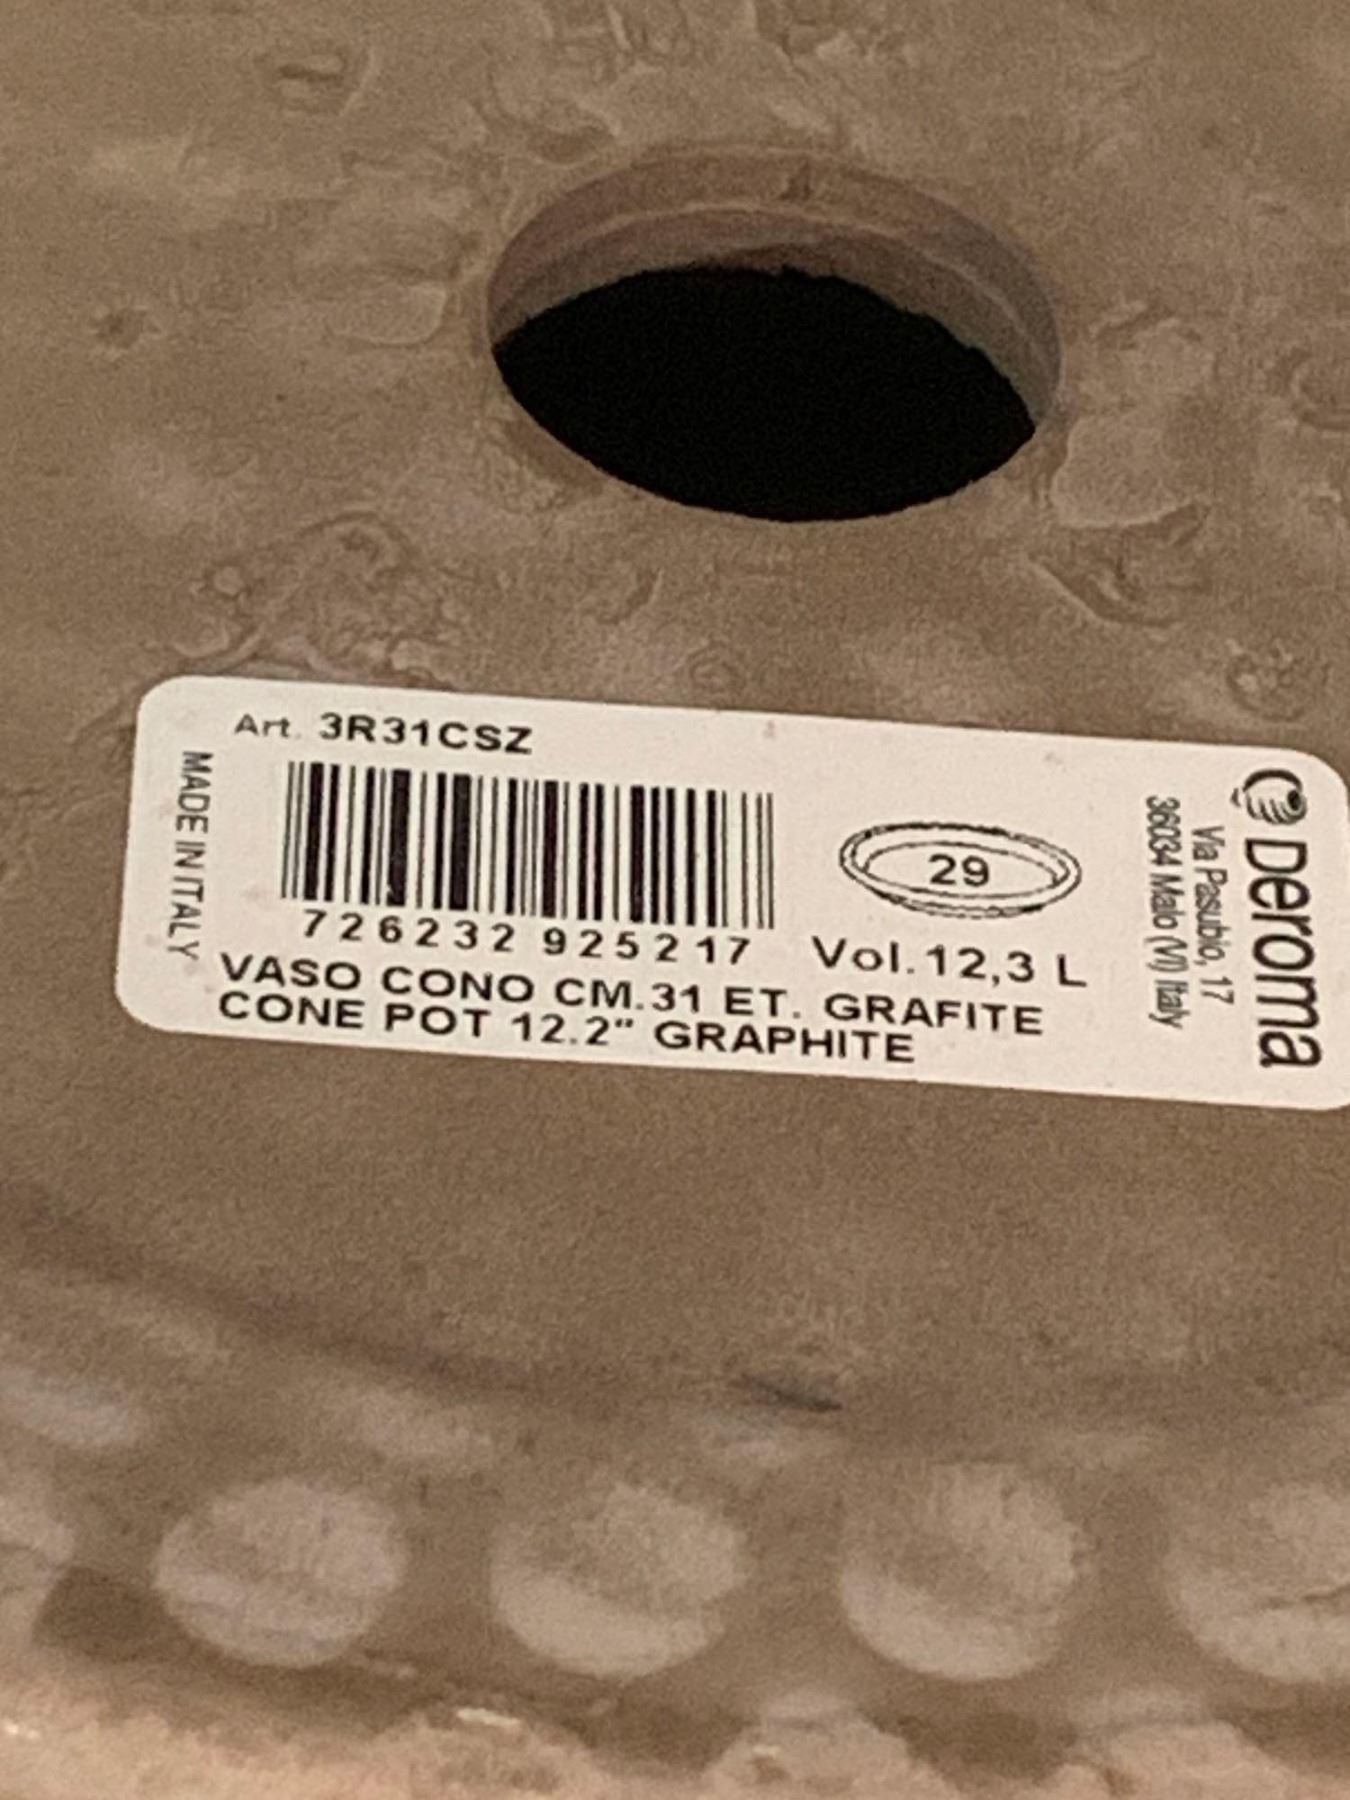 Art. 3R31CSZ
MADE IN ITALY
726232 925217
29
Vol. 12,3 L
VASO CONO CM.31 ET. GRAFITE
CONE POT 12.2" GRAPHITE
Deroma
Via Pasubio, 17
36034 Malo (VI) Italy